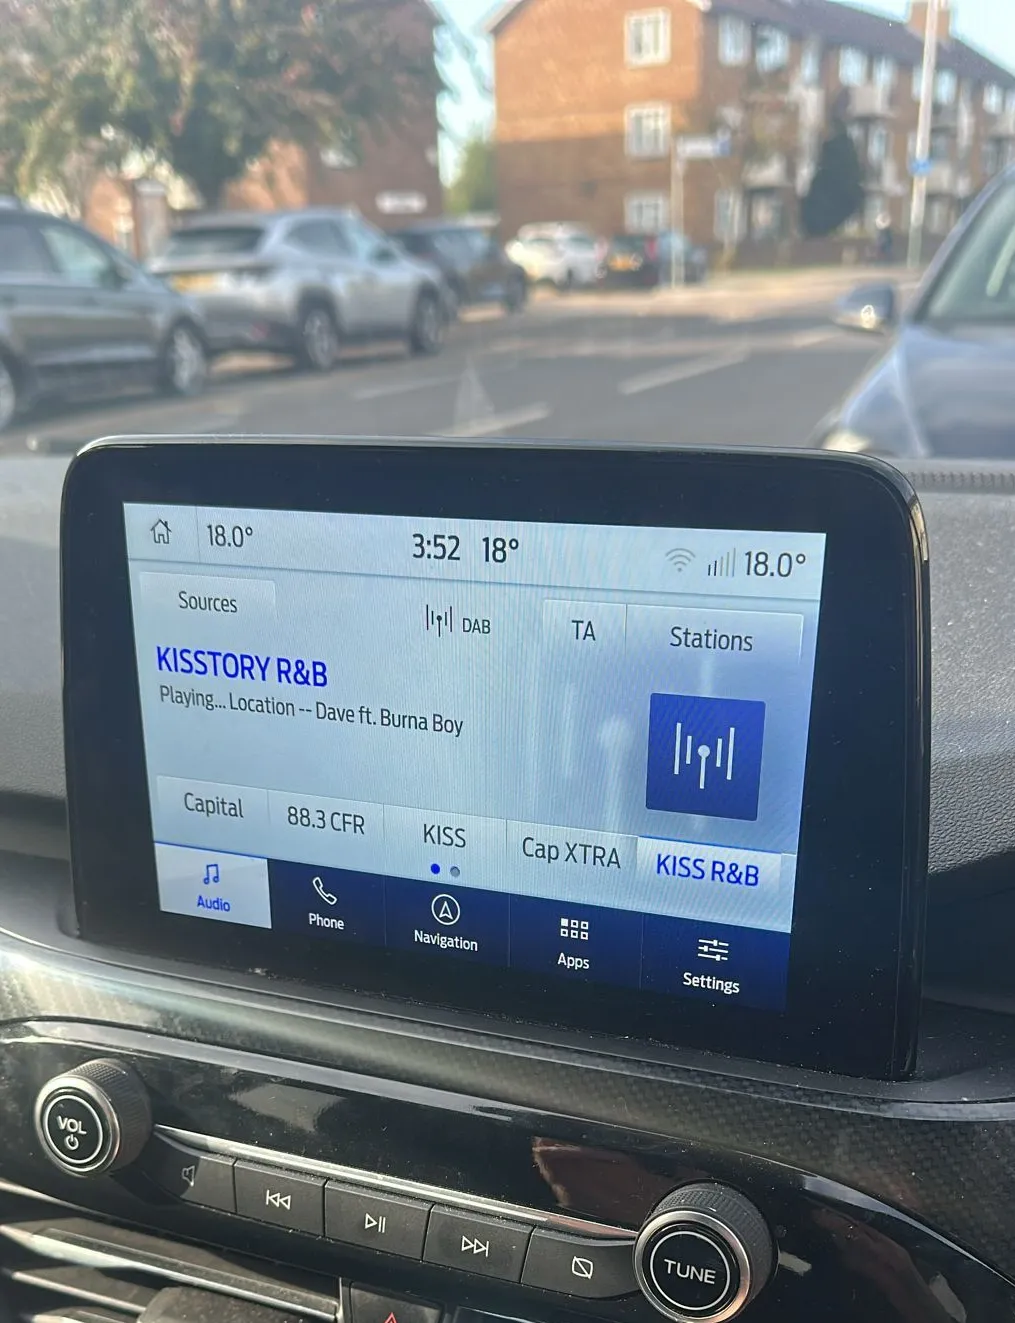 18.0° 3:52 18° 18.0°
Sources DAB TA Stations
KISSTORY R&B
Playing... Location -- Dave ft. Burna Boy
Capital 88.3 CFR KISS Cap XTRA KISS R&B
Audio Phone Navigation Apps Settings
VOL
TUNE